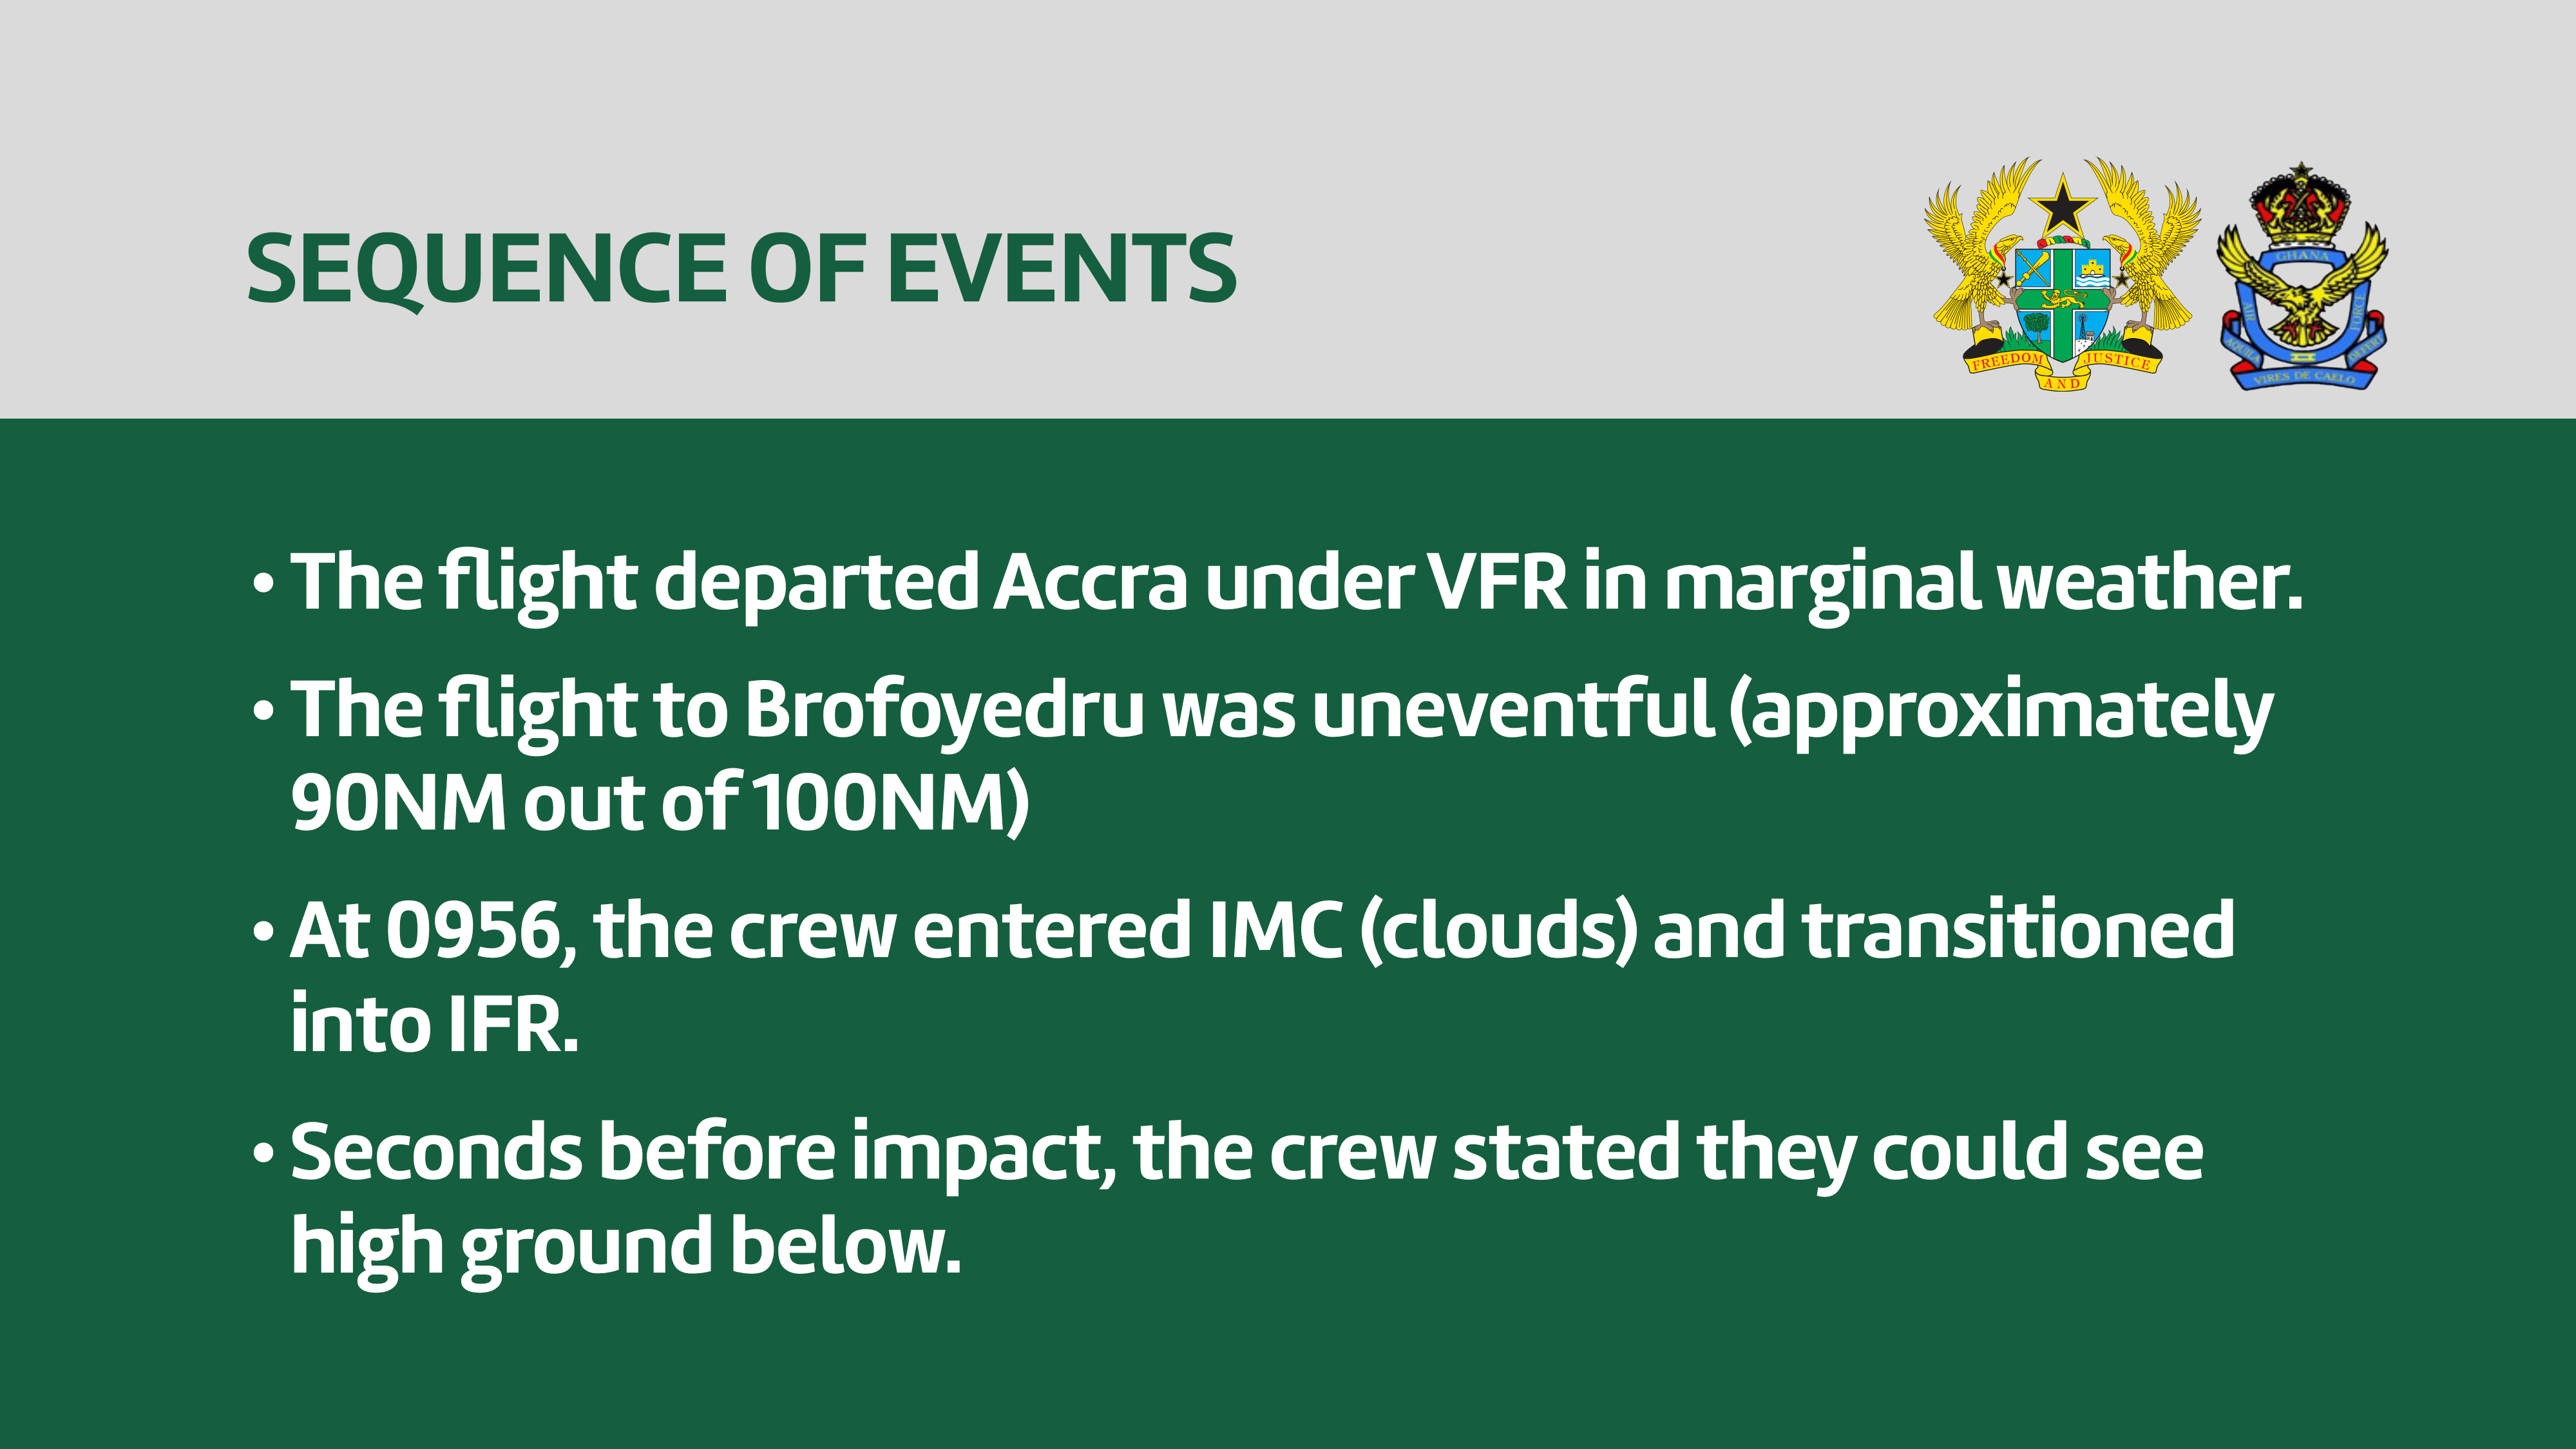 SEQUENCE OF EVENTS
FREEDOM AND JUSTICE
GHANA
AIR FORCE
AQUILA DEFERT
VIRES DE CAELO
• The flight departed Accra under VFR in marginal weather.
• The flight to Brofoyedru was uneventful (approximately
90NM out of 100NM)
• At 0956, the crew entered IMC (clouds) and transitioned
into IFR.
• Seconds before impact, the crew stated they could see
high ground below.